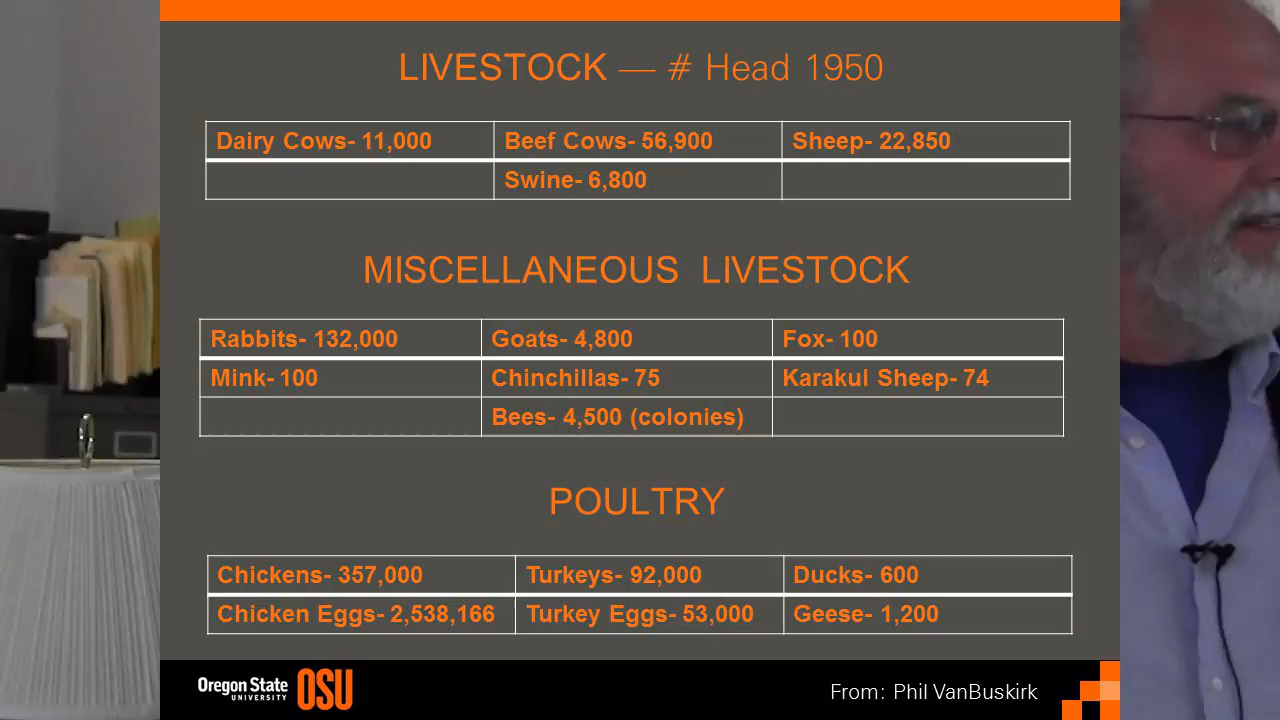 LIVESTOCK — # Head 1950
Dairy Cows- 11,000 Beef Cows- 56,900 Sheep- 22,850
Swine- 6,800
MISCELLANEOUS LIVESTOCK
Rabbits- 132,000 Goats- 4,800 Fox- 100
Mink- 100 Chinchillas- 75 Karakul Sheep- 74
Bees- 4,500 (colonies)
POULTRY
Chickens- 357,000 Turkeys- 92,000 Ducks- 600
Chicken Eggs- 2,538,166 Turkey Eggs- 53,000 Geese- 1,200
Oregon State
UNIVERSITY
OSU
From: Phil VanBuskirk